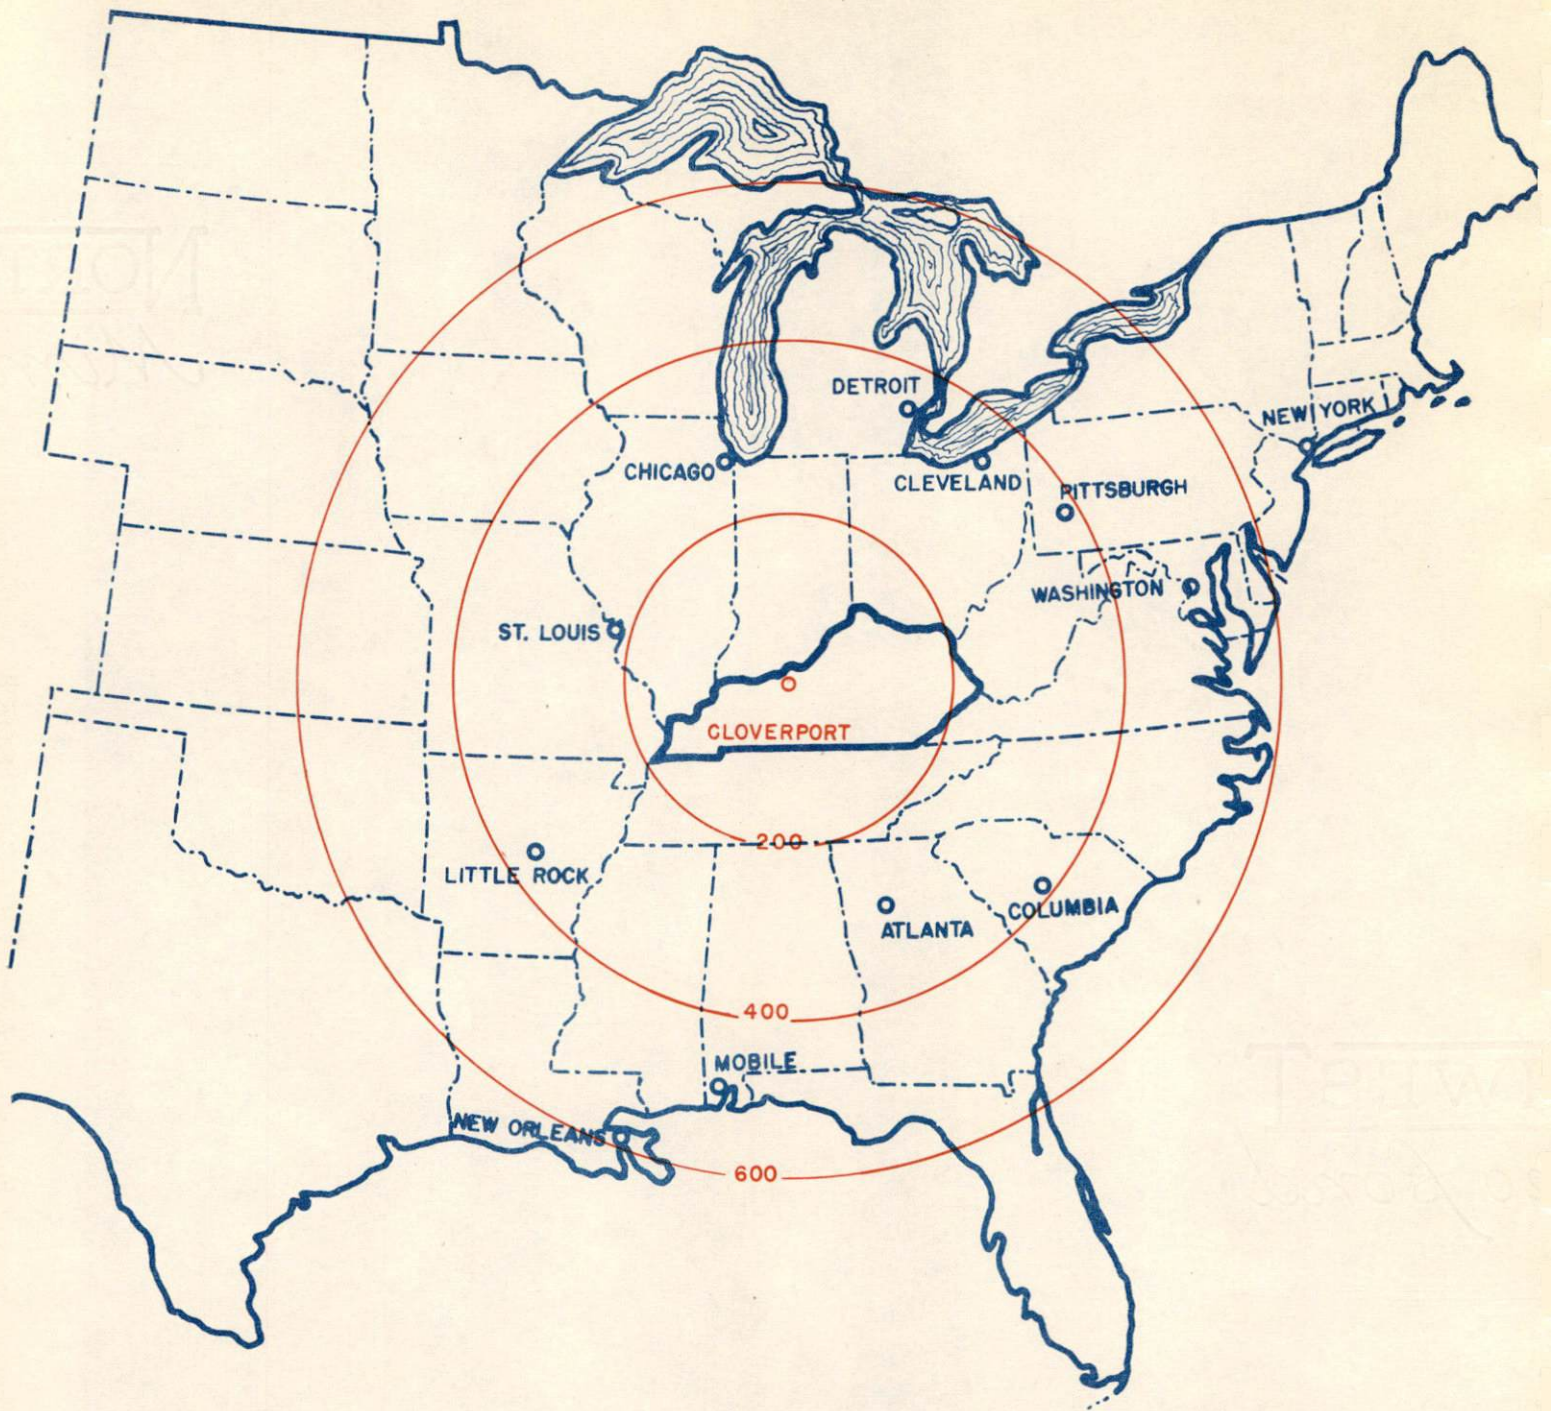 DETROIT
NEW YORK
CHICAGO
CLEVELAND
PITTSBURGH
WASHINGTON
ST. LOUIS
CLOVERPORT
200
LITTLE ROCK
COLUMBIA
ATLANTA
400
MOBILE
NEW ORLEANS
600